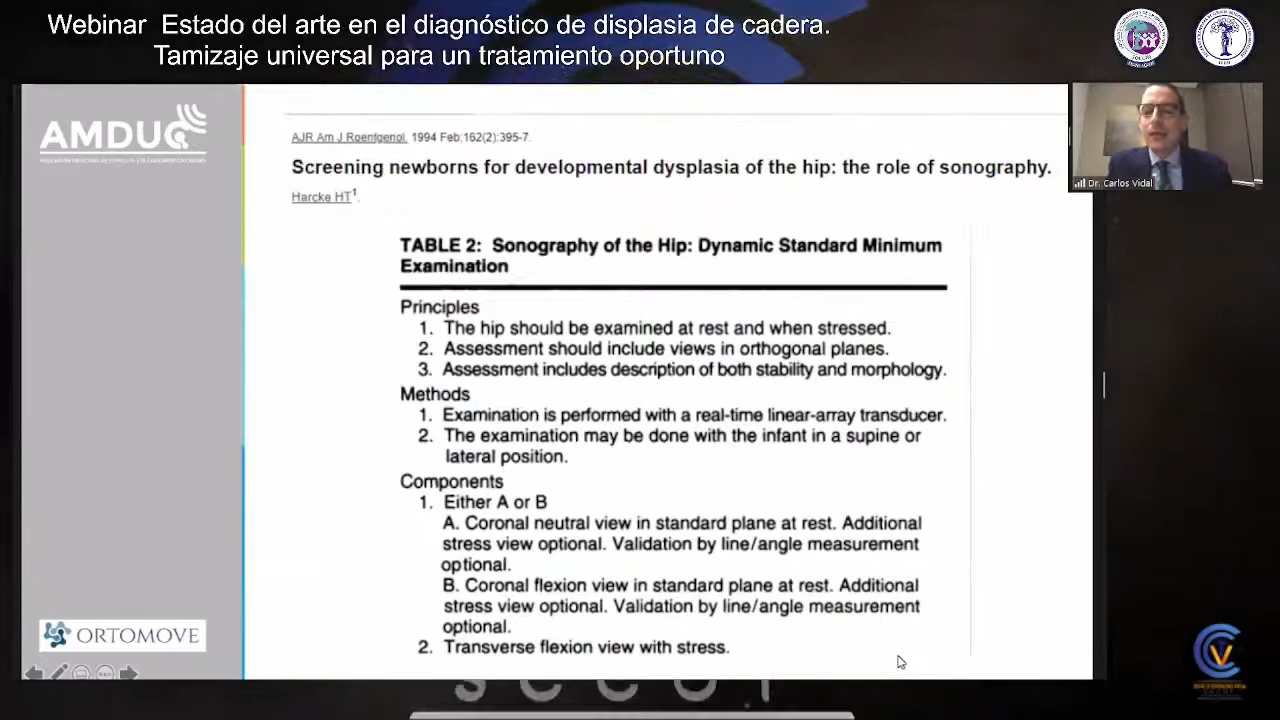 Webinar Estado del arte en el diagnóstico de displasia de cadera.
Tamizaje universal para un tratamiento oportuno
AMDUC
AJR Am J Roentgenol. 1994 Feb;162(2):395-7.
Screening newborns for developmental dysplasia of the hip: the role of sonography.
Harcke HT1.
Dr. Carlos Vidal
TABLE 2: Sonography of the Hip: Dynamic Standard Minimum
Examination
Principles
1. The hip should be examined at rest and when stressed.
2. Assessment should include views in orthogonal planes.
3. Assessment includes description of both stability and morphology.
Methods
1. Examination is performed with a real-time linear-array transducer.
2. The examination may be done with the infant in a supine or
lateral position.
Components
1. Either A or B
A. Coronal neutral view in standard plane at rest. Additional
stress view optional. Validation by line/angle measurement
optional.
B. Coronal flexion view in standard plane at rest. Additional
stress view optional. Validation by line/angle measurement
optional.
2. Transverse flexion view with stress.
ORTOMOVE